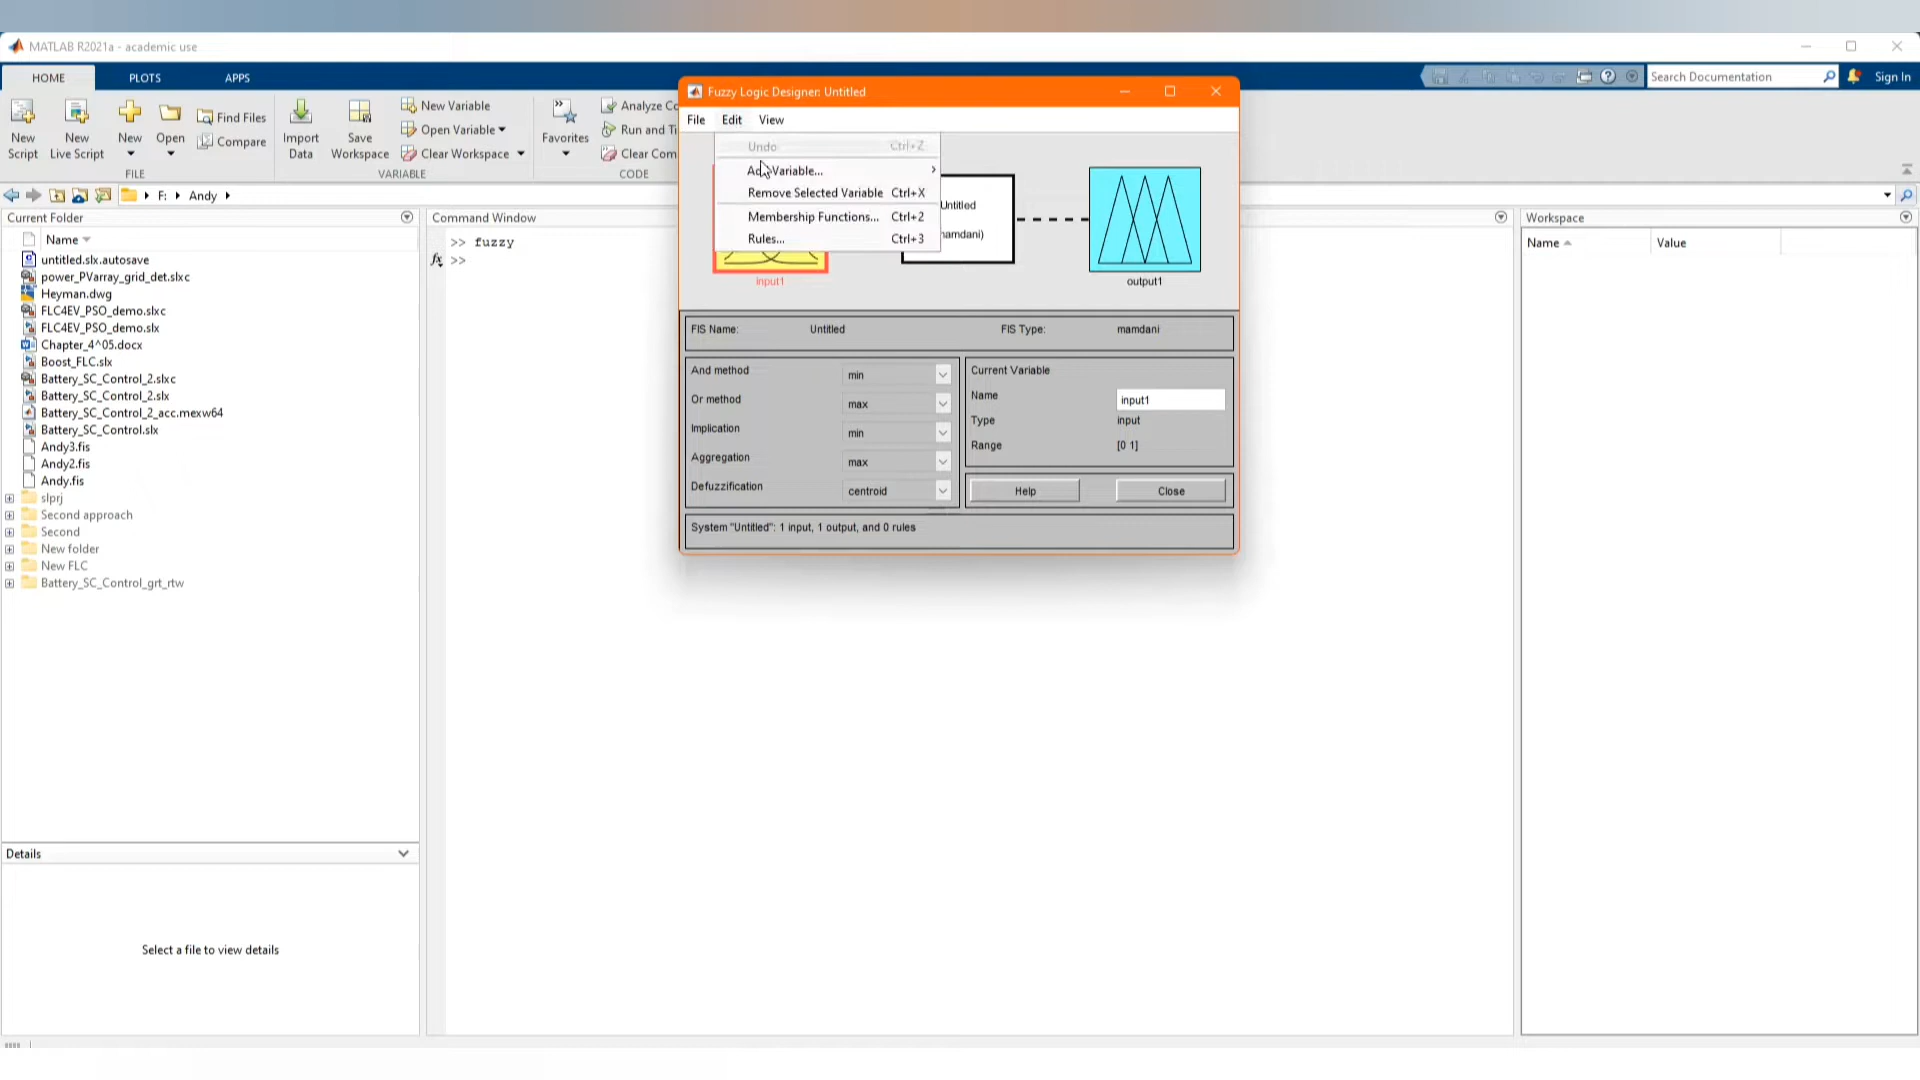 MATLAB R2021a - academic use
HOME
PLOTS
APPS
Search Documentation
Sign In
New Script
New Live Script
New
Open
Find Files
Compare
FILE
Import Data
Save Workspace
New Variable
Open Variable
Clear Workspace
VARIABLE
Favorites
Analyze Co
Run and Ti
Clear Com
CODE
F:
Andy
Current Folder
Name
untitled.slx.autosave
power_PVarray_grid_det.slxc
Heyman.dwg
FLC4EV_PSO_demo.slxc
FLC4EV_PSO_demo.slx
Chapter_4^05.docx
Boost_FLC.slx
Battery_SC_Control_2.slxc
Battery_SC_Control_2.slx
Battery_SC_Control_2_acc.mexw64
Battery_SC_Control.slx
Andy3.fis
Andy2.fis
Andy.fis
slprj
Second approach
Second
New folder
New FLC
Battery_SC_Control_grt_rtw
Details
Select a file to view details
Command Window
>> fuzzy
fx >>
Fuzzy Logic Designer: Untitled
File Edit View
Undo Ctrl+Z
Variable...
Remove Selected Variable Ctrl+X
Membership Functions... Ctrl+2
Rules... Ctrl+3
Untitled
mamdani)
input1
output1
FIS Name: Untitled FIS Type: mamdani
And method min
Or method max
Implication min
Aggregation max
Defuzzification centroid
Current Variable
Name input1
Type input
Range [0 1]
Help Close
System "Untitled": 1 input, 1 output, and 0 rules
Workspace
Name Value